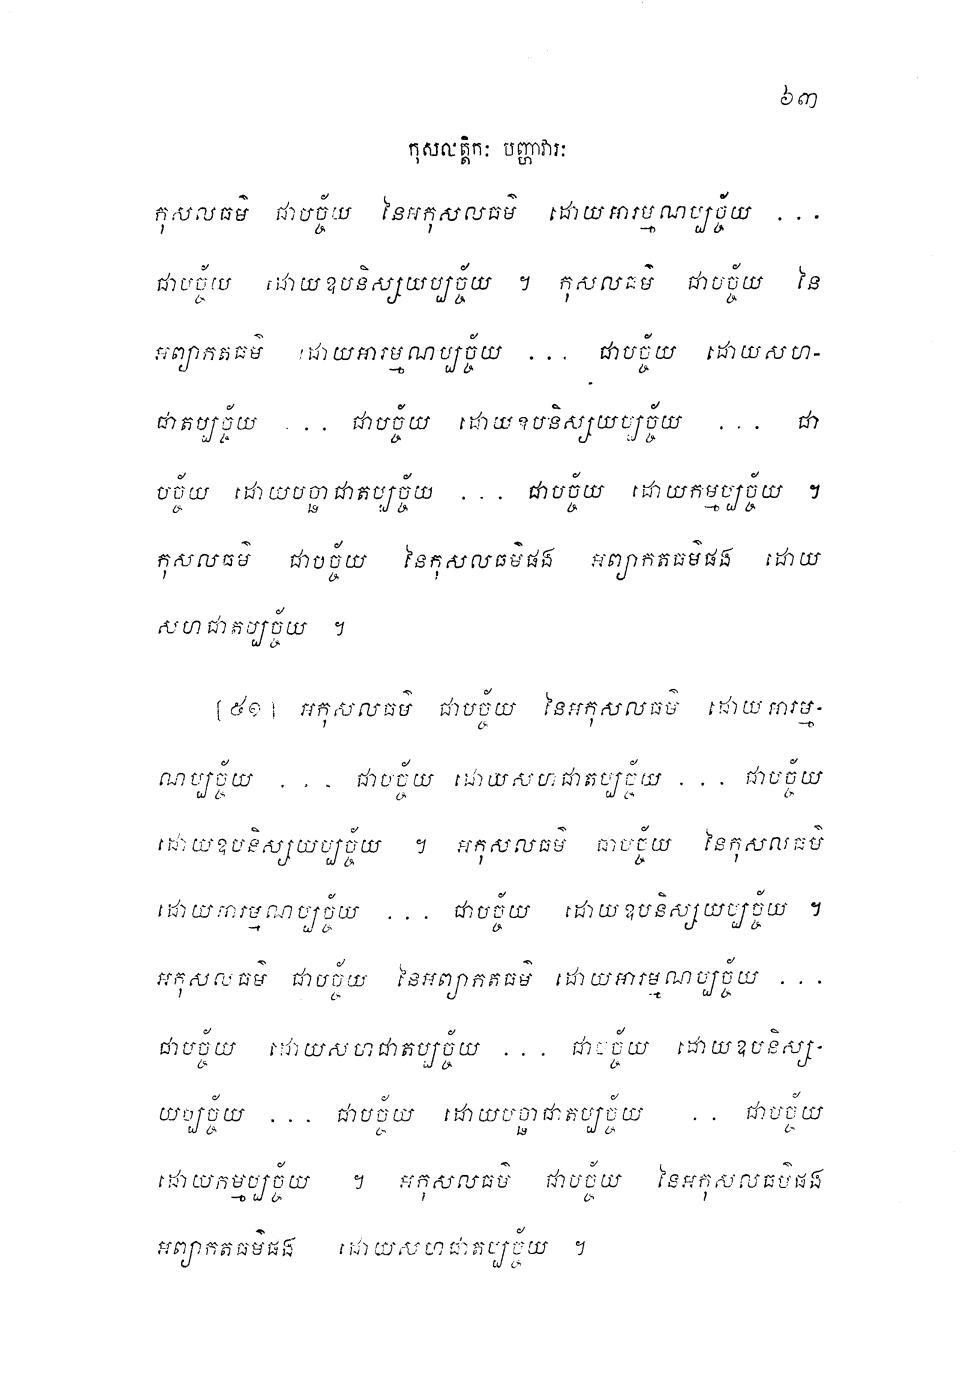 ៦៣
កុសលត្តិកៈ បញ្ហាវារៈ
កុសលធម៌ ជាបច្ច័យ នៃអកុសលធម៌ ដោយអារម្មណប្បច្ច័យ ...
ជាបច្ច័យ ដោយឧបនិស្សយប្បច្ច័យ ។ កុសលធម៌ ជាបច្ច័យ នៃ
អព្យាកតធម៌ ដោយអារម្មណប្បច្ច័យ ... ជាបច្ច័យ ដោយសហ-
ជាតប្បច្ច័យ ... ជាបច្ច័យ ដោយឧបនិស្សយប្បច្ច័យ ... ជា
បច្ច័យ ដោយបច្ឆាជាតប្បច្ច័យ ... ជាបច្ច័យ ដោយកម្មប្បច្ច័យ ។
កុសលធម៌ ជាបច្ច័យ នៃកុសលធម៌ផង អព្យាកតធម៌ផង ដោយ
សហជាតប្បច្ច័យ ។
[៥១] អកុសលធម៌ ជាបច្ច័យ នៃអកុសលធម៌ ដោយអារម្ម-
ណប្បច្ច័យ ... ជាបច្ច័យ ដោយសហជាតប្បច្ច័យ ... ជាបច្ច័យ
ដោយឧបនិស្សយប្បច្ច័យ ។ អកុសលធម៌ ជាបច្ច័យ នៃកុសលធម៌
ដោយអារម្មណប្បច្ច័យ ... ជាបច្ច័យ ដោយឧបនិស្សយប្បច្ច័យ ។
អកុសលធម៌ ជាបច្ច័យ នៃអព្យាកតធម៌ ដោយអារម្មណប្បច្ច័យ ...
ជាបច្ច័យ ដោយសហជាតប្បច្ច័យ ... ជាបច្ច័យ ដោយឧបនិស្ស-
យប្បច្ច័យ ... ជាបច្ច័យ ដោយបច្ឆាជាតប្បច្ច័យ .. ជាបច្ច័យ
ដោយកម្មប្បច្ច័យ ។ អកុសលធម៌ ជាបច្ច័យ នៃអកុសលធម៌ផង
អព្យាកតធម៌ផង ដោយសហជាតប្បច្ច័យ ។